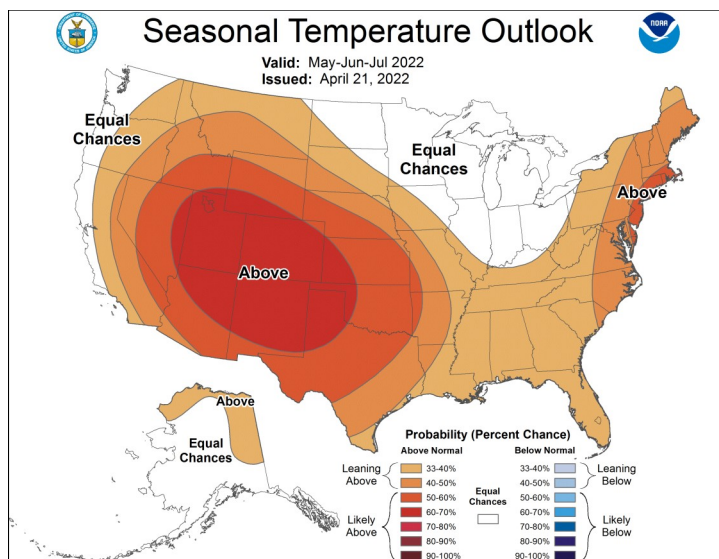 Seasonal Temperature Outlook
NOAA
Valid: May-Jun-Jul 2022
Issued: April 21, 2022
Equal
Chances
Equal
Chances
Above
Above
Above
Equal
Chances
Probability (Percent Chance)
Above Normal
Below Normal
Leaning
Above
33-40%
40-50%
Likely
Above
50-60%
60-70%
70-80%
80-90%
90-100%
Equal
Chances
33-40%
40-50%
Leaning
Below
50-60%
60-70%
70-80%
80-90%
90-100%
Likely
Below